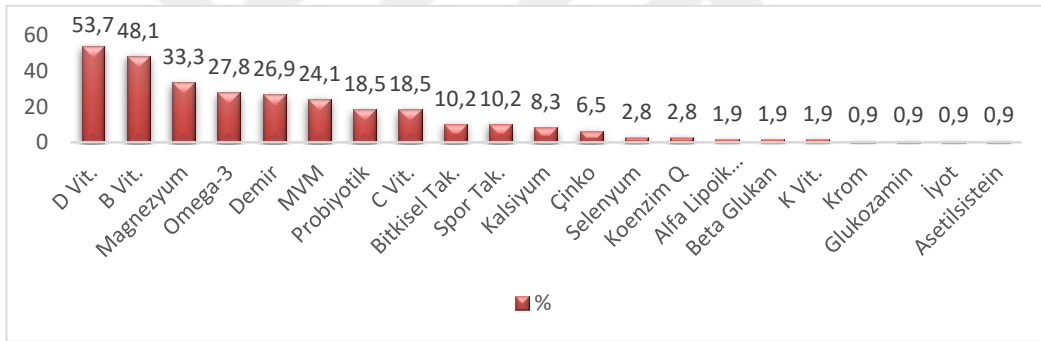 60
40
20
0
53,7
48,1
33,3
27,8
26,9
24,1
18,5
18,5
10,2
10,2
8,3
6,5
2,8
2,8
1,9
1,9
1,9
0,9
0,9
0,9
0,9
D Vit.
B Vit.
Magnezyum
Omega-3
Demir
MVM
Probiyotik
C Vit.
Bitkisel Tak.
Spor Tak.
Kalsiyum
Çinko
Selenyum
Koenzim Q
Alfa Lipoik...
Beta Glukan
K Vit.
Krom
Glukozamin
İyot
Asetilsistein
%